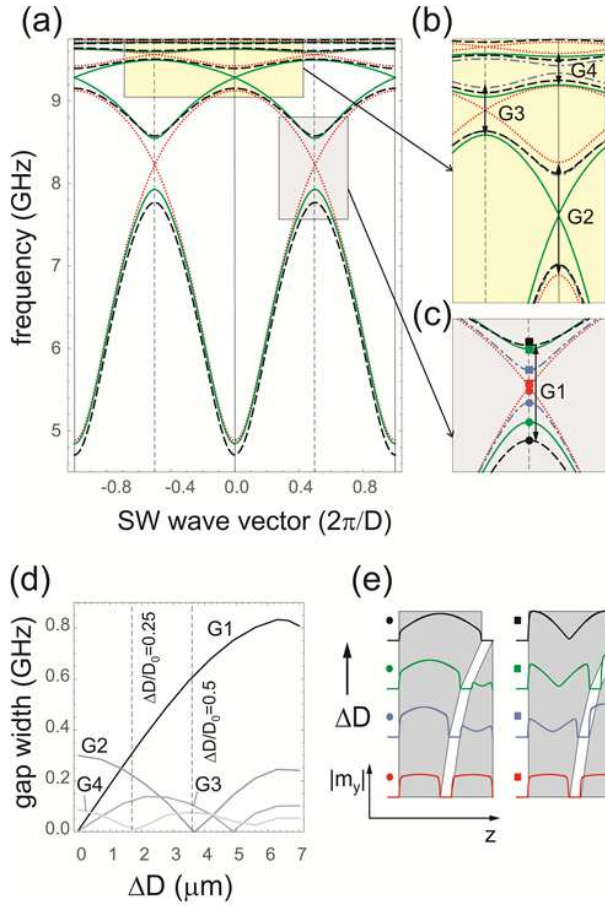 (a)
(b)
9
8
7
6
5
frequency (GHz)
-0.8
-0.4
0.0
0.4
0.8
SW wave vector (2π/D)
G4
G3
G2
(c)
G1
(d)
(e)
0.8
0.6
0.4
0.2
0.0
gap width (GHz)
G1
G2
G4
G3
ΔD/D₀=0.25
ΔD/D₀=0.5
0 1 2 3 4 5 6 7
ΔD (μm)
ΔD
|m_y|
z